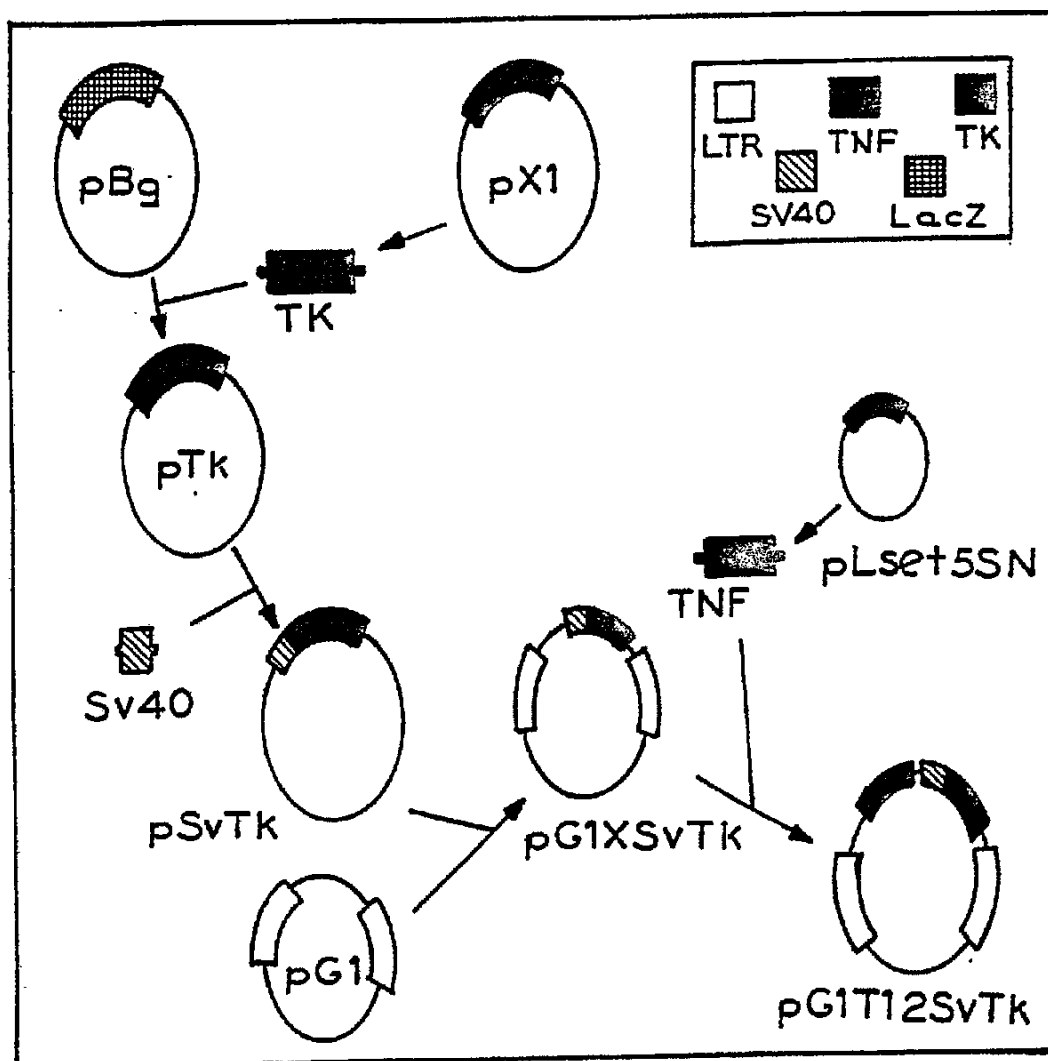 pBg
pX1
LTR
TNF
TK
SV40
LacZ
TK
pTk
pLset5SN
TNF
Sv40
pSvTk
pG1XSvTk
pG1
pG1T12SvTk